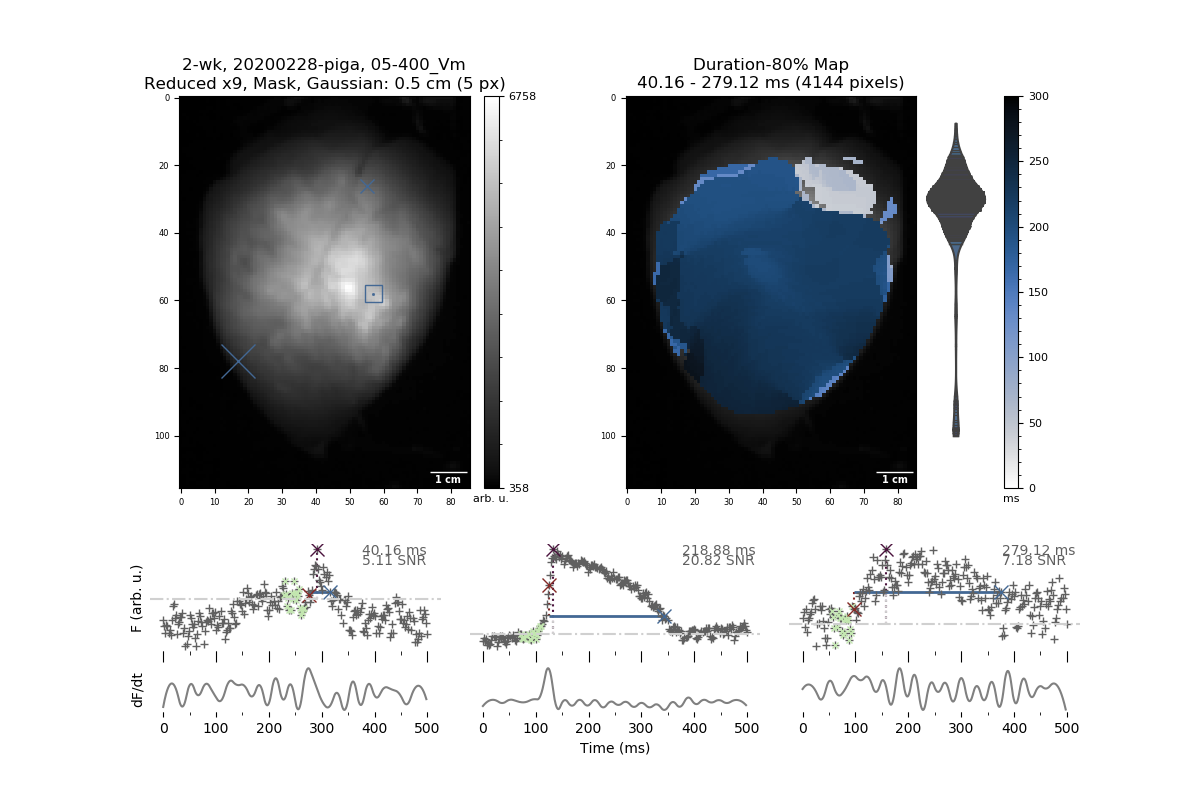 2-wk, 20200228-piga, 05-400_Vm
Reduced x9, Mask, Gaussian: 0.5 cm (5 px)
Duration-80% Map
40.16 - 279.12 ms (4144 pixels)
0
20
40
60
80
100
0 10 20 30 40 50 60 70 80
1 cm
6758
358
arb. u.
0
20
40
60
80
100
0 10 20 30 40 50 60 70 80
1 cm
300
250
200
150
100
50
0
ms
F (arb. u.)
40.16 ms
5.11 SNR
218.88 ms
20.82 SNR
279.12 ms
7.18 SNR
dF/dt
0 100 200 300 400 500
0 100 200 300 400 500
0 100 200 300 400 500
Time (ms)